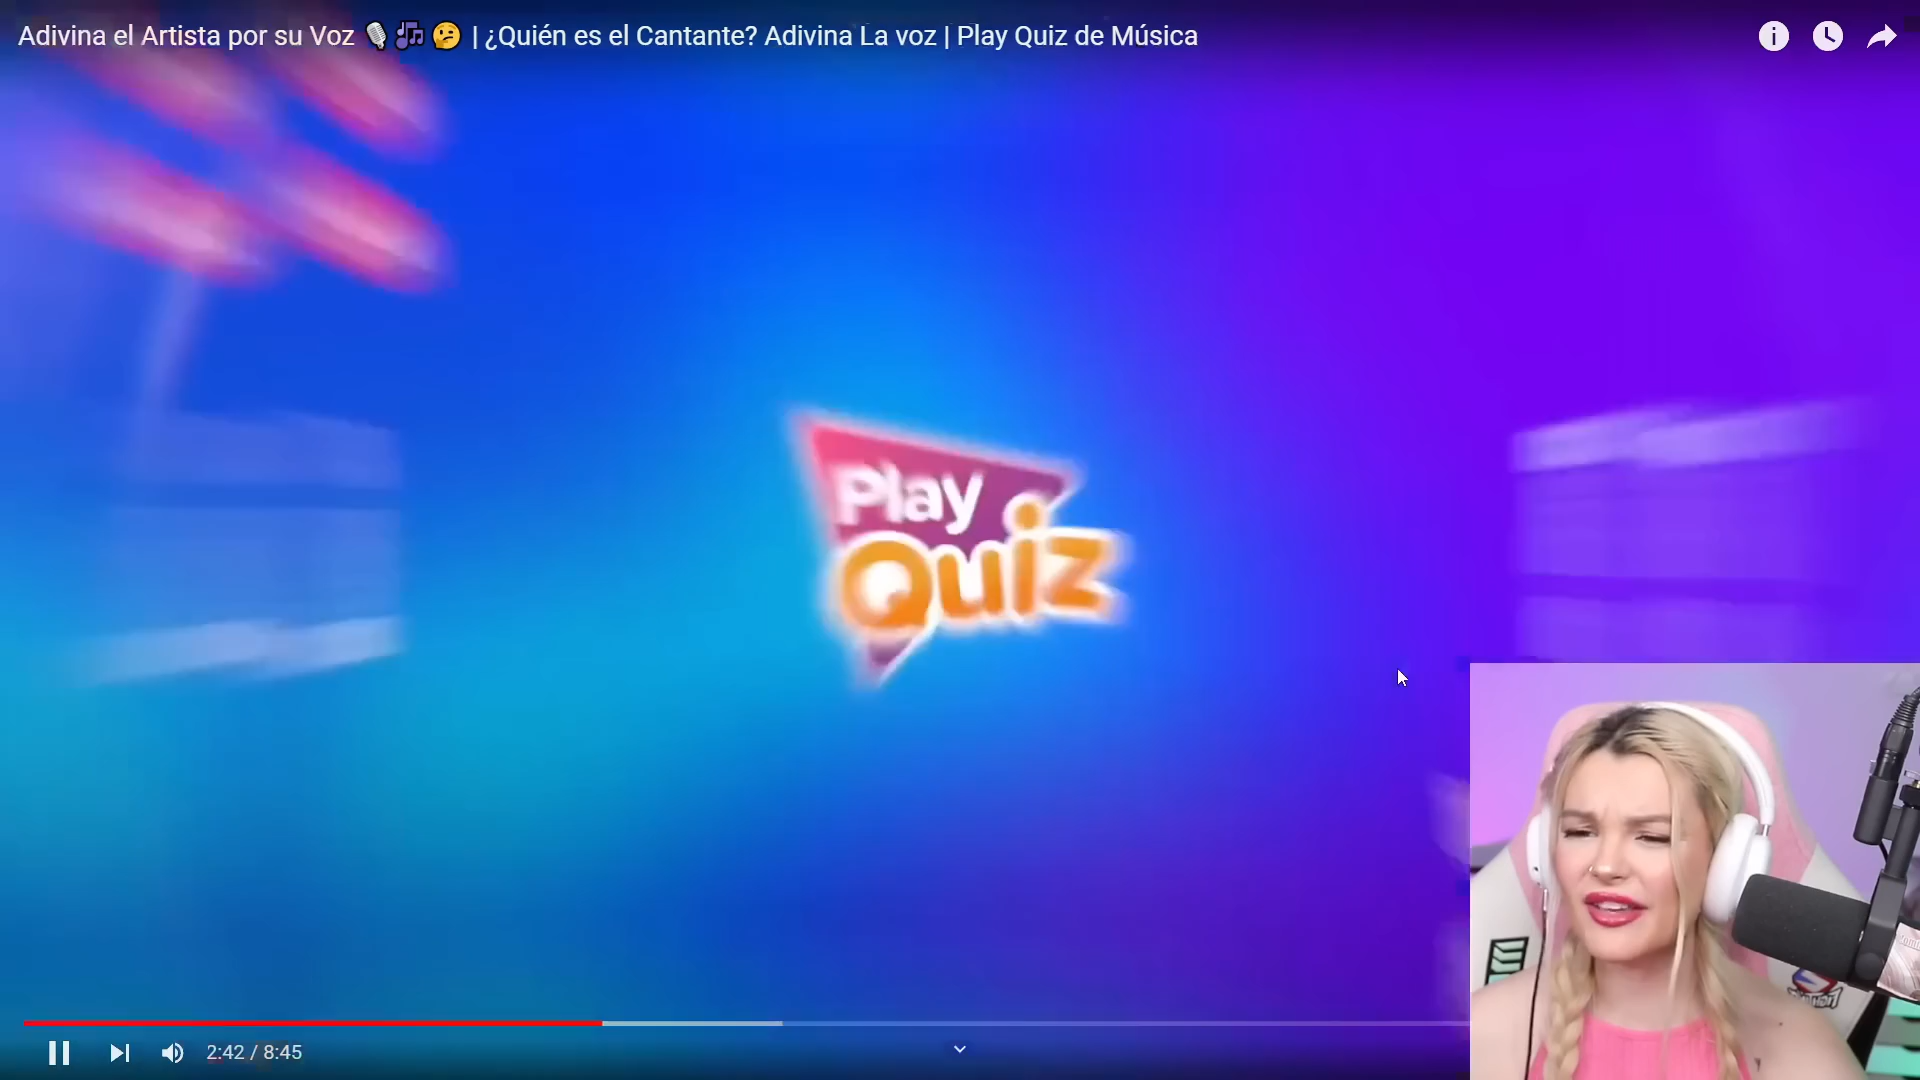 Adivina el Artista por su Voz 🎙️🎶🤔 | ¿Quién es el Cantante? Adivina La voz | Play Quiz de Música
Play
Quiz
2:42 / 8:45